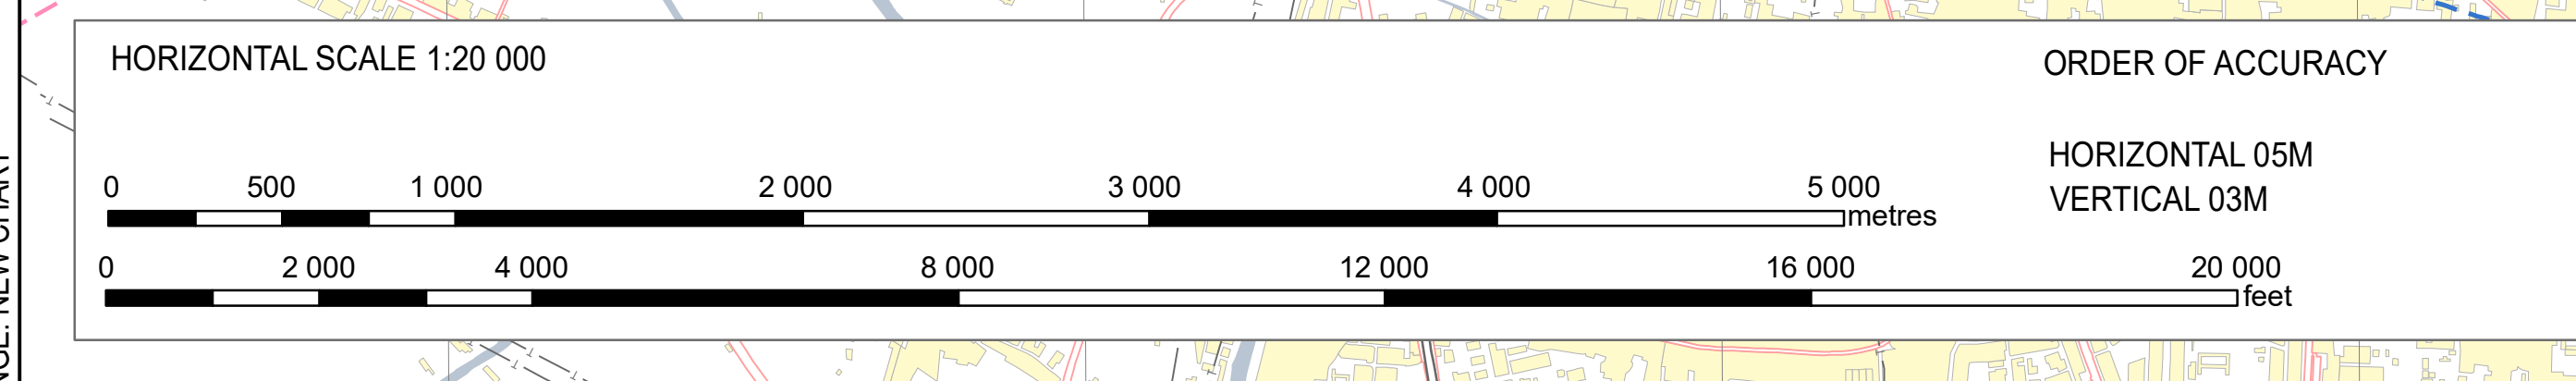 HORIZONTAL SCALE 1:20 000
ORDER OF ACCURACY
HORIZONTAL 05M
VERTICAL 03M
0 500 1 000 2 000 3 000 4 000 5 000
metres
0 2 000 4 000 8 000 12 000 16 000 20 000
feet
NEW CHART